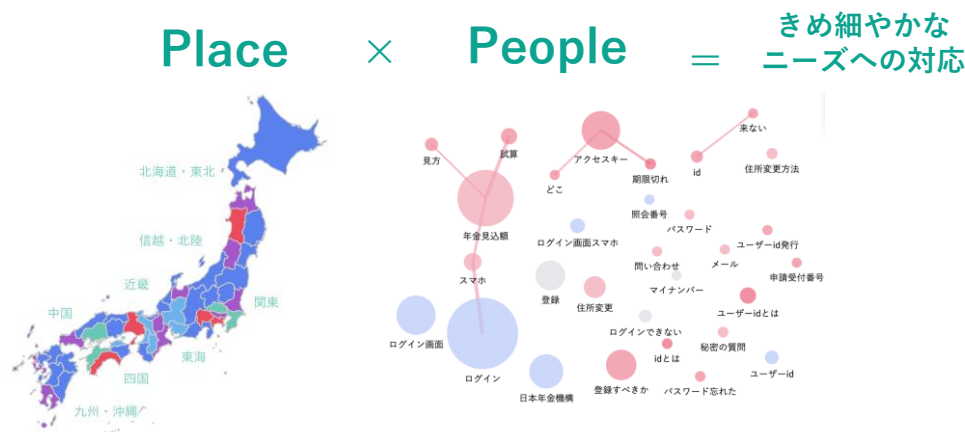 Place × People = きめ細やかな
ニーズへの対応
北海道・東北
信越・北陸
近畿
中国
関東
東海
四国
九州・沖縄
見方
試算
年金見込額
スマホ
ログイン画面
ログイン
アクセスキー
どこ
期限切れ
来ない
id
住所変更方法
照会番号
パスワード
ログイン画面スマホ
ユーザーid発行
問い合わせ
メール
申請受付番号
マイナンバー
登録
住所変更
ユーザーidとは
ログインできない
秘密の質問
idとは
ユーザーid
日本年金機構
登録すべきか
パスワード忘れた